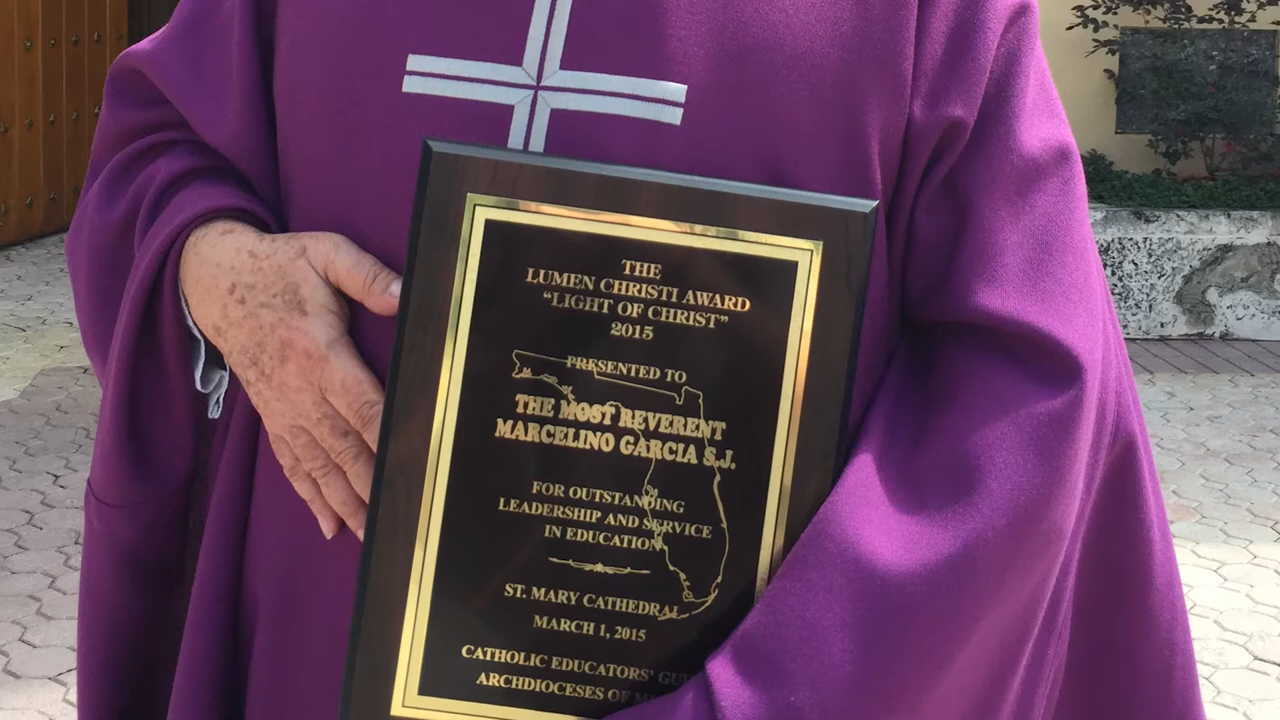 THE
LUMEN CHRISTI AWARD
“LIGHT OF CHRIST”
2015
PRESENTED TO
THE MOST REVERENT
MARCELINO GARCIA S.J.
FOR OUTSTANDING
LEADERSHIP AND SERVICE
IN EDUCATION
ST. MARY CATHEDRAL
MARCH 1, 2015
CATHOLIC EDUCATORS’
ARCHDIOCESES OF